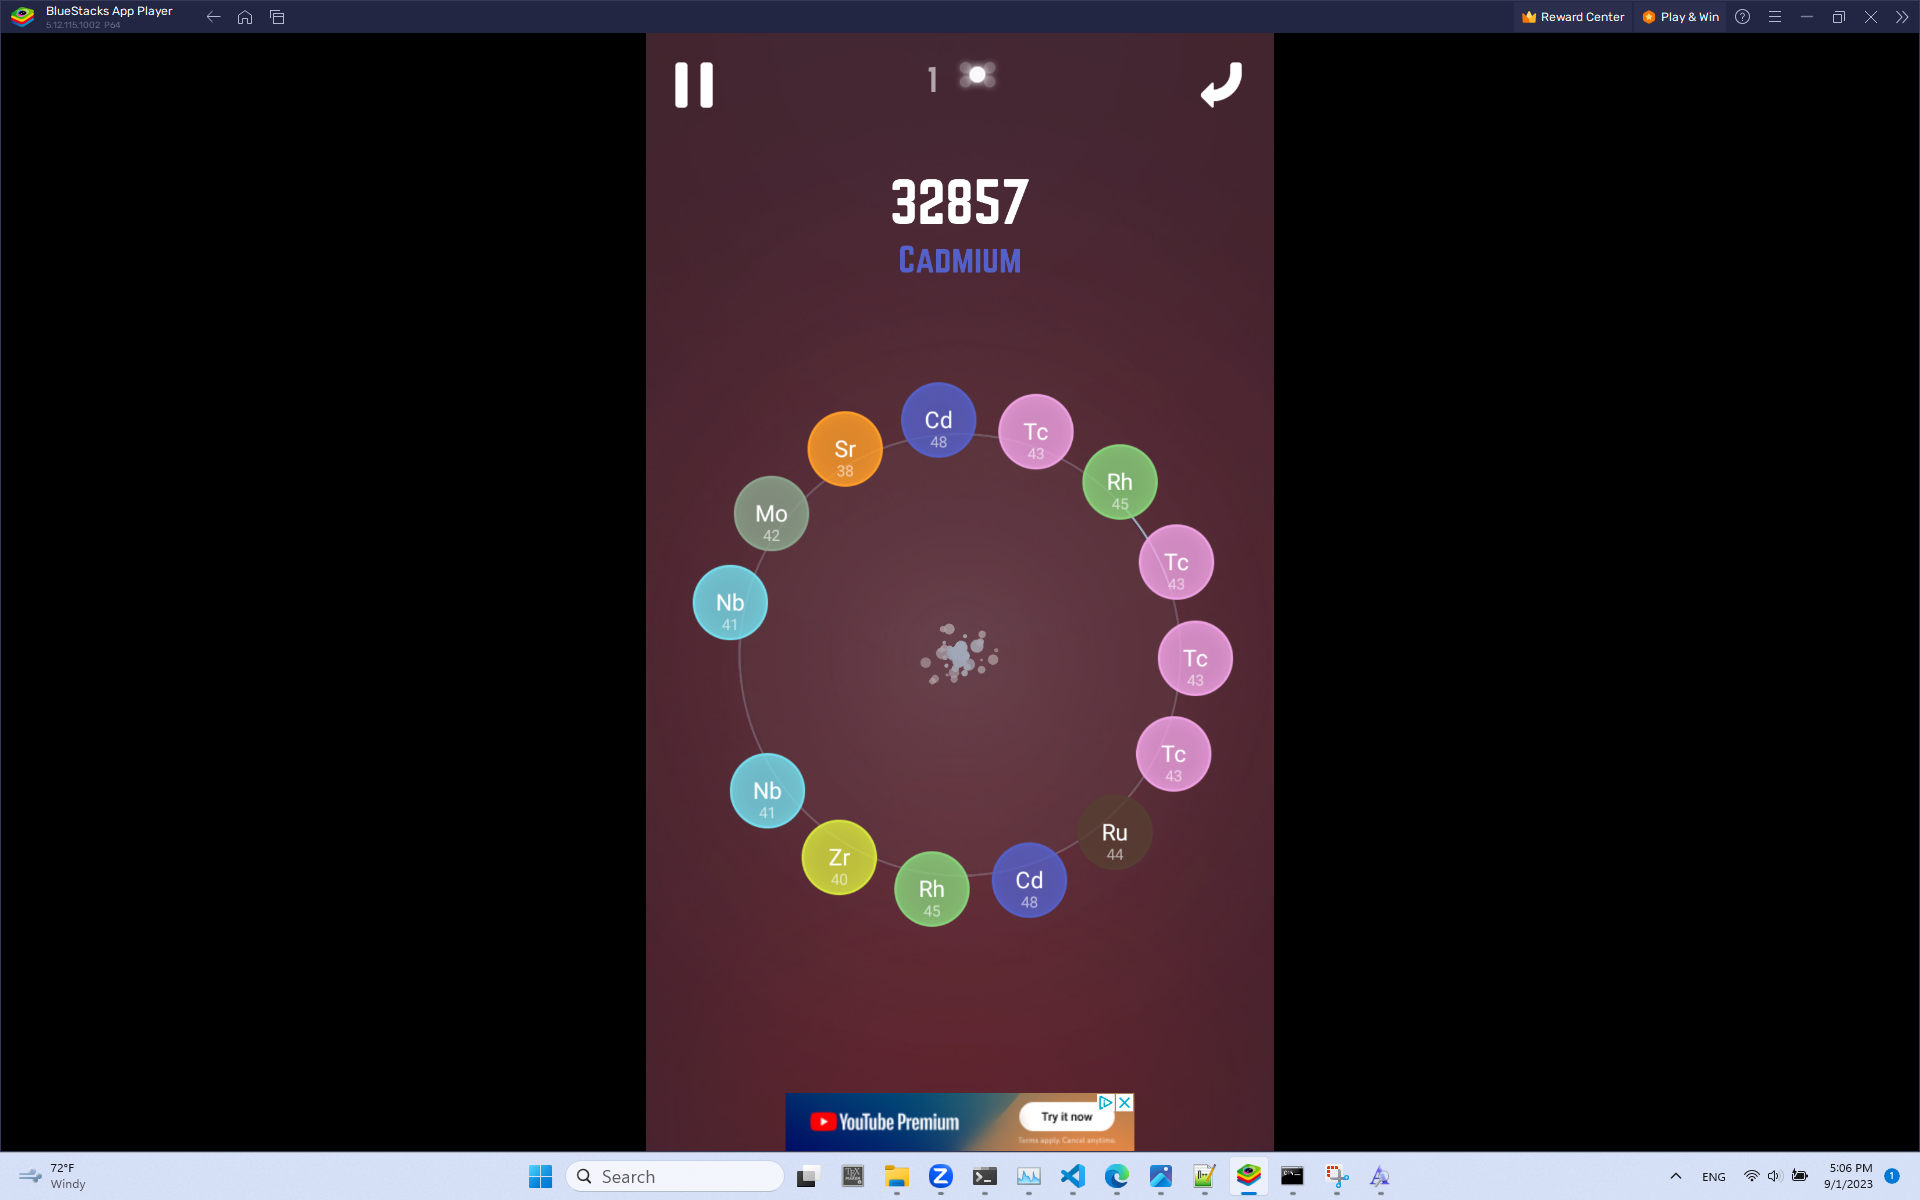 BlueStacks App Player
5.12.115.1002 P64
Reward Center
Play & Win
1
32857
CADMIUM
Cd
48
Tc
43
Sr
38
Rh
45
Mo
42
Tc
43
Nb
41
Tc
43
Tc
43
Nb
41
Ru
44
Zr
40
Cd
48
Rh
45
YouTube Premium
Try it now
Terms apply. Cancel anytime.
72°F
Windy
Search
ENG
5:06 PM
9/1/2023
1